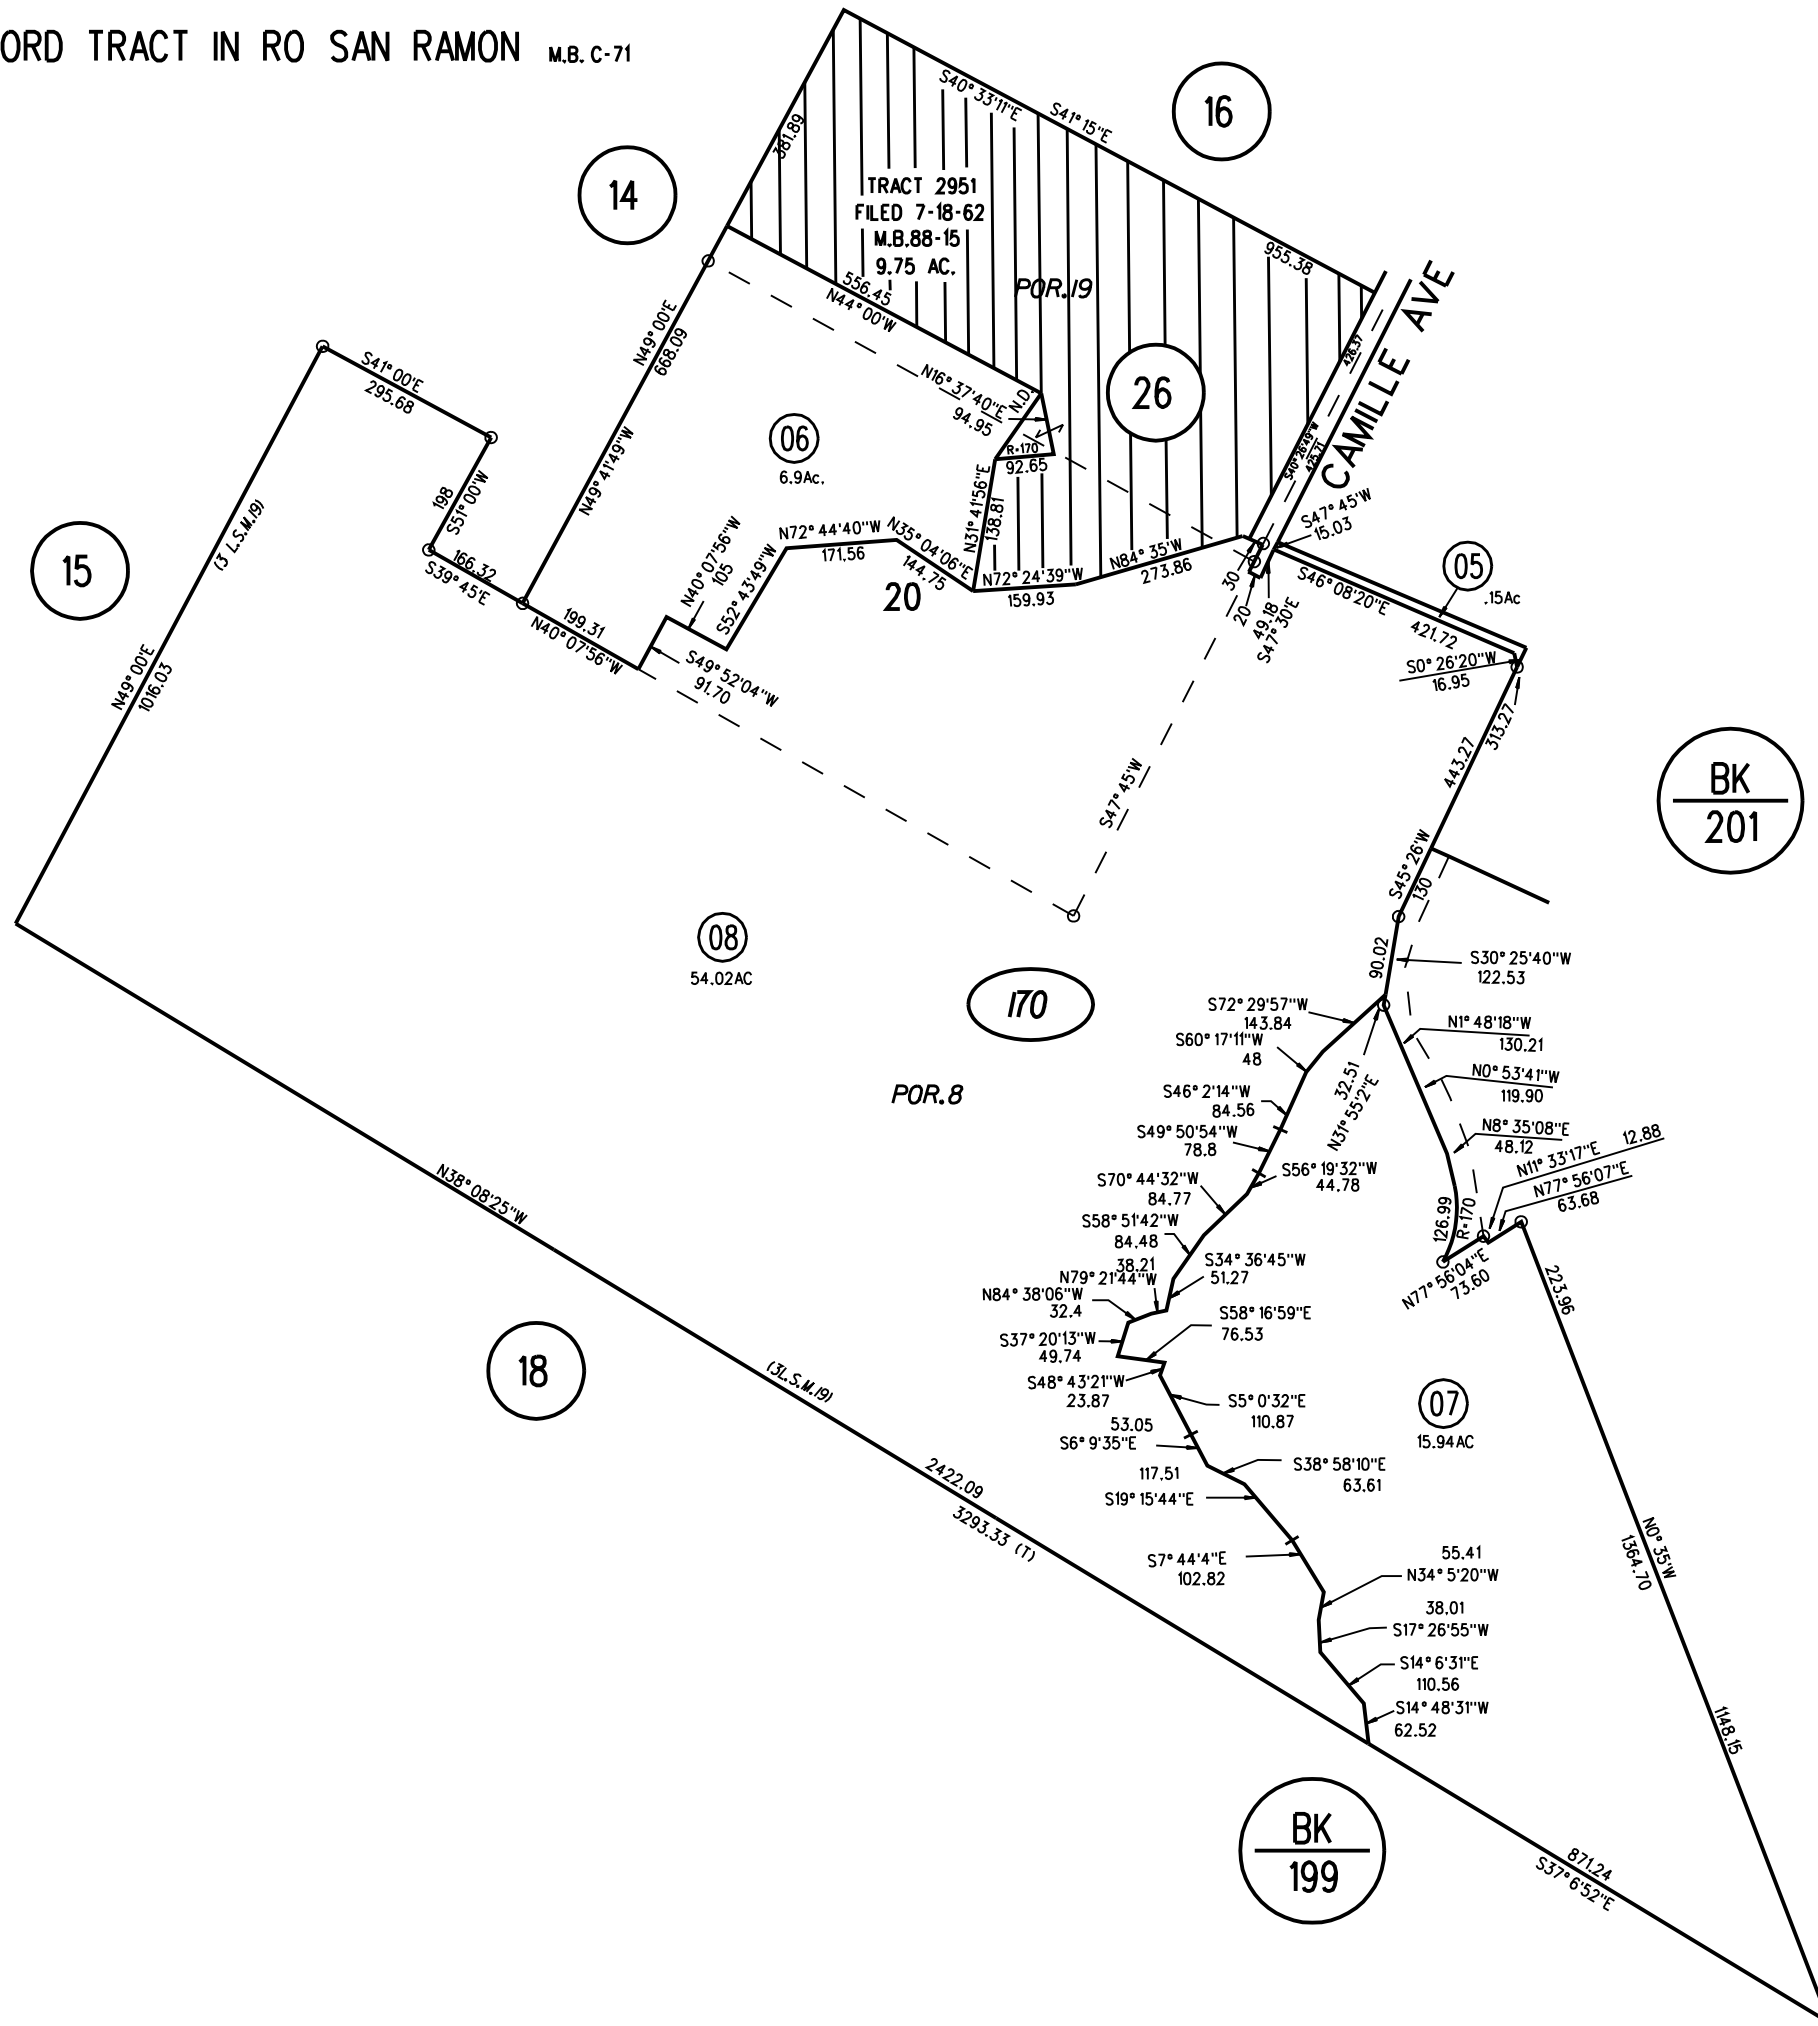 ORD TRACT IN RO SAN RAMON M.B. C-71
16
14
15
18
26
20
170
BK
201
BK
199
S40°33'11"E
S41°15"E
381.89
TRACT 2951
FILED 7-18-62
M.B.88-15
9.75 AC.
POR.19
955.38
CAMILLE AVE
426.37
S40°26'49"W
425.71
556.45
N44°00'W
N49°00'E
668.09
N49°41'49"W
S41°00'E
295.68
198
S51°00'W
166.32
S39°45'E
(3 L.S.M.19)
N49°00'E
1016.03
06
6.9Ac.
N16°37'40"E
94.95
N.D.
R=170
92.65
N31°41'56"E
138.81
N72°44'40"W
171.56
N35°04'06"E
144.75
N40°07'56"W
105
S52°43'49"W
199.31
N40°07'56"W
S49°52'04"W
91.70
N72°24'39"W
159.93
N84°35'W
273.86
S47°45'W
15.03
30
20
49.18
S47°30'E
S46°08'20"E
421.72
05
.15Ac
S0°26'20"W
16.95
313.27
443.27
S47°45'W
S45°26'W
130
90.02
S30°25'40"W
122.53
08
54.02AC
S72°29'57"W
143.84
S60°17'11"W
48
32.51
N31°55'2"E
N1°48'18"W
130.21
N0°53'41"W
119.90
N8°35'08"E
48.12
N11°33'17"E 12.88
N77°56'07"E
63.68
POR.8
S46°2'14"W
84.56
S49°50'54"W
78.8
S56°19'32"W
44.78
S70°44'32"W
84.77
S58°51'42"W
84.48
38.21
N79°21'44"W
S34°36'45"W
51.27
N84°38'06"W
32.4
S58°16'59"E
76.53
S37°20'13"W
49.74
S48°43'21"W
23.87
126.99
R=170
N77°56'04"E
73.60
223.96
N38°08'25"W
(3L.S.M.19)
07
15.94AC
S5°0'32"E
110.87
53.05
S6°9'35"E
S38°58'10"E
63.61
117.51
S19°15'44"E
2422.09
3293.33 (T)
S7°44'4"E
102.82
55.41
N34°5'20"W
38.01
S17°26'55"W
S14°6'31"E
110.56
S14°48'31"W
62.52
N0°35'W
1364.70
1148.15
871.24
S37°6'52"E